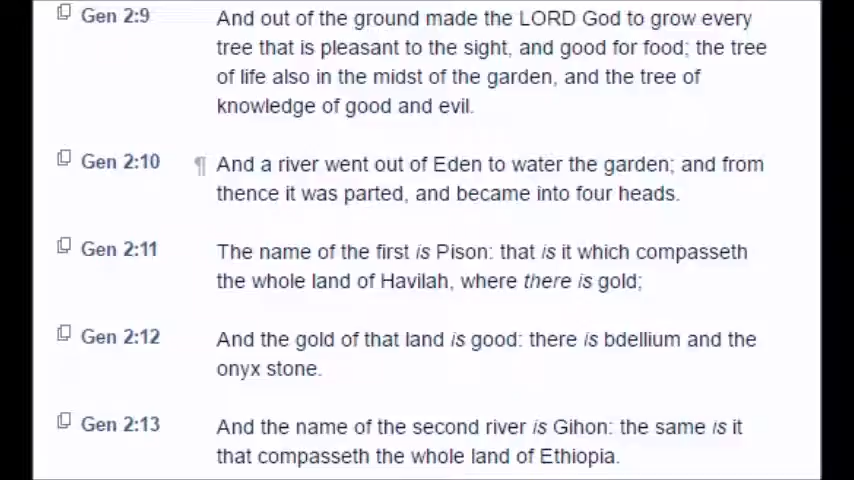 Gen 2:9 And out of the ground made the LORD God to grow every
tree that is pleasant to the sight, and good for food; the tree
of life also in the midst of the garden, and the tree of
knowledge of good and evil.
Gen 2:10 ¶ And a river went out of Eden to water the garden; and from
thence it was parted, and became into four heads.
Gen 2:11 The name of the first is Pison: that is it which compasseth
the whole land of Havilah, where there is gold;
Gen 2:12 And the gold of that land is good: there is bdellium and the
onyx stone.
Gen 2:13 And the name of the second river is Gihon: the same is it
that compasseth the whole land of Ethiopia.